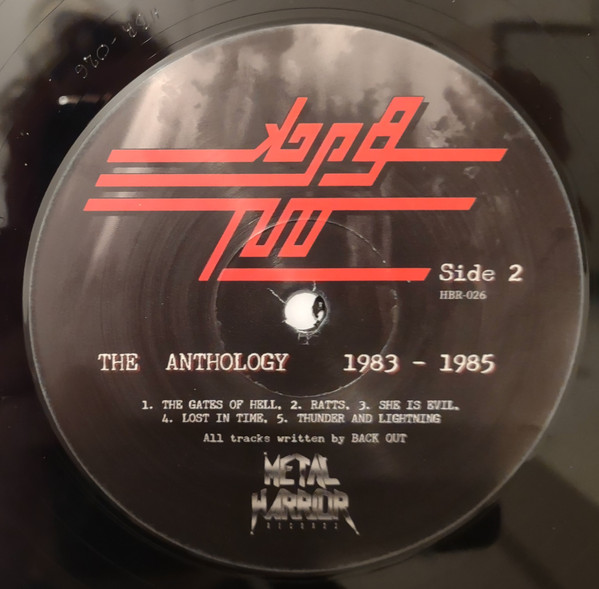 Side 2
HBR-026
THE ANTHOLOGY 1983 - 1985
1. THE GATES OF HELL, 2. RATTS, 3. SHE IS EVIL,
4. LOST IN TIME, 5. THUNDER AND LIGHTNING
All tracks written by BACK OUT
METAL
WARRIOR
RECORDS